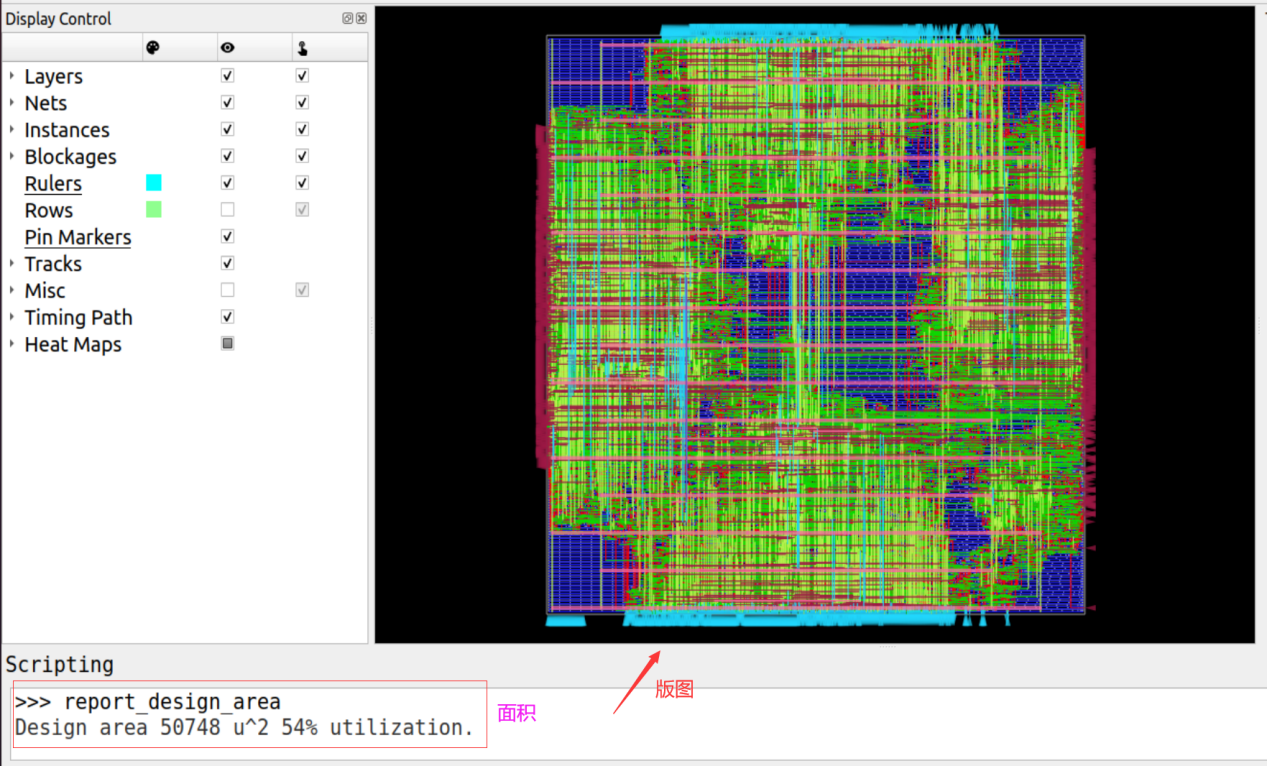 Display Control
Layers
Nets
Instances
Blockages
Rulers
Rows
Pin Markers
Tracks
Misc
Timing Path
Heat Maps
Scripting
>>> report_design_area
Design area 50748 u^2 54% utilization.
面积
版图